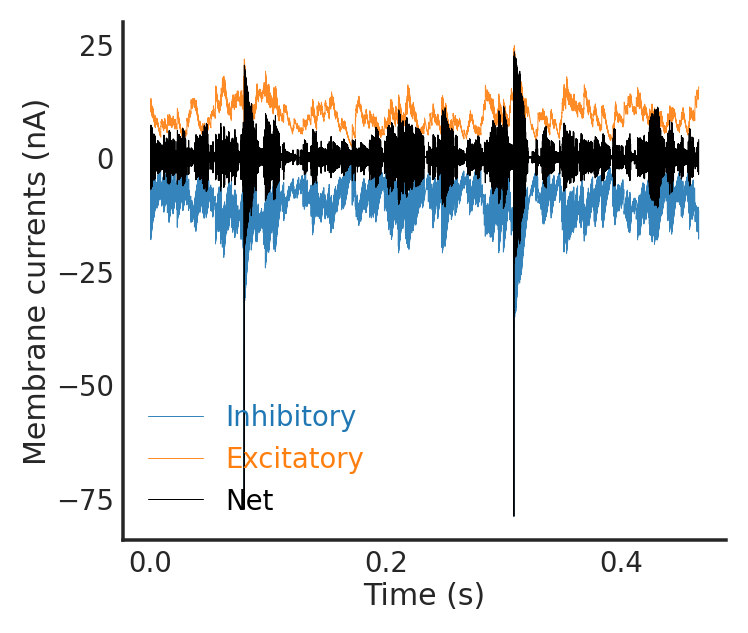 25
0
−25
−50
−75
Membrane currents (nA)
Inhibitory
Excitatory
Net
0.0 0.2 0.4
Time (s)